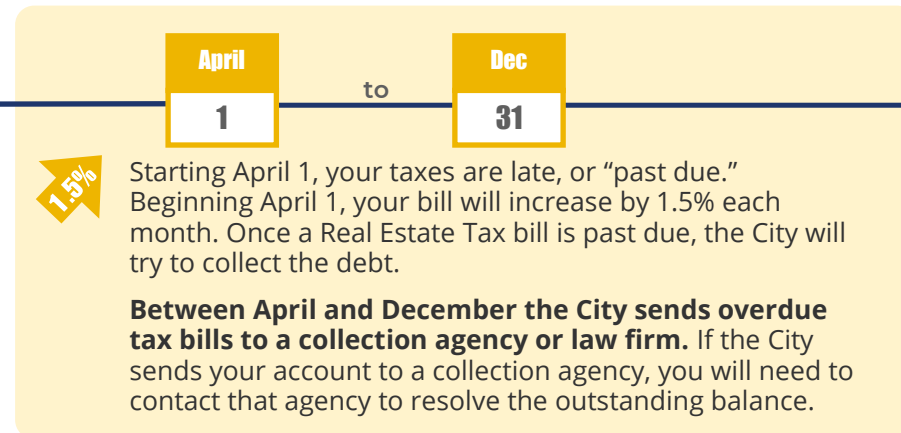 April
Dec
to
1
31
1.5%
Starting April 1, your taxes are late, or “past due.”
Beginning April 1, your bill will increase by 1.5% each
month. Once a Real Estate Tax bill is past due, the City will
try to collect the debt.
Between April and December the City sends overdue
tax bills to a collection agency or law firm. If the City
sends your account to a collection agency, you will need to
contact that agency to resolve the outstanding balance.